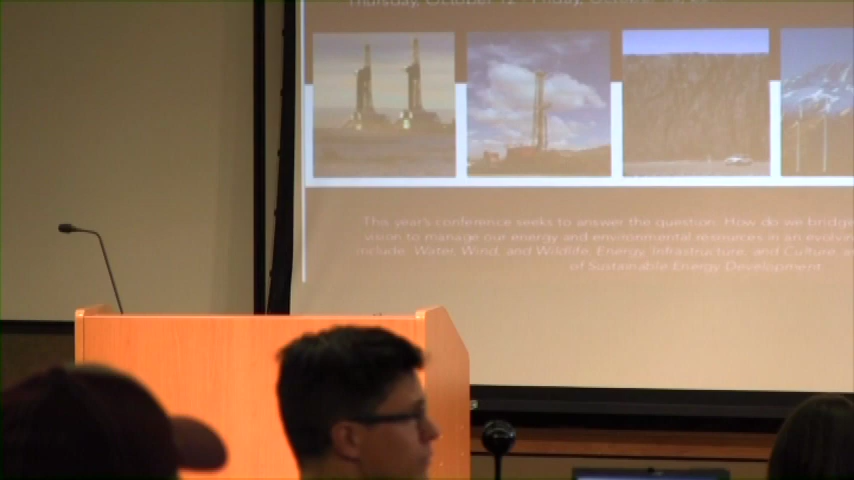 Thursday, October 12 - Friday, October 13,
This year's conference seeks to answer the question: How do we bridge
vision to manage our energy and environmental resources in an evolvin
include: Water, Wind, and Wildlife, Energy, Infrastructure, and Culture, a
of Sustainable Energy Development.